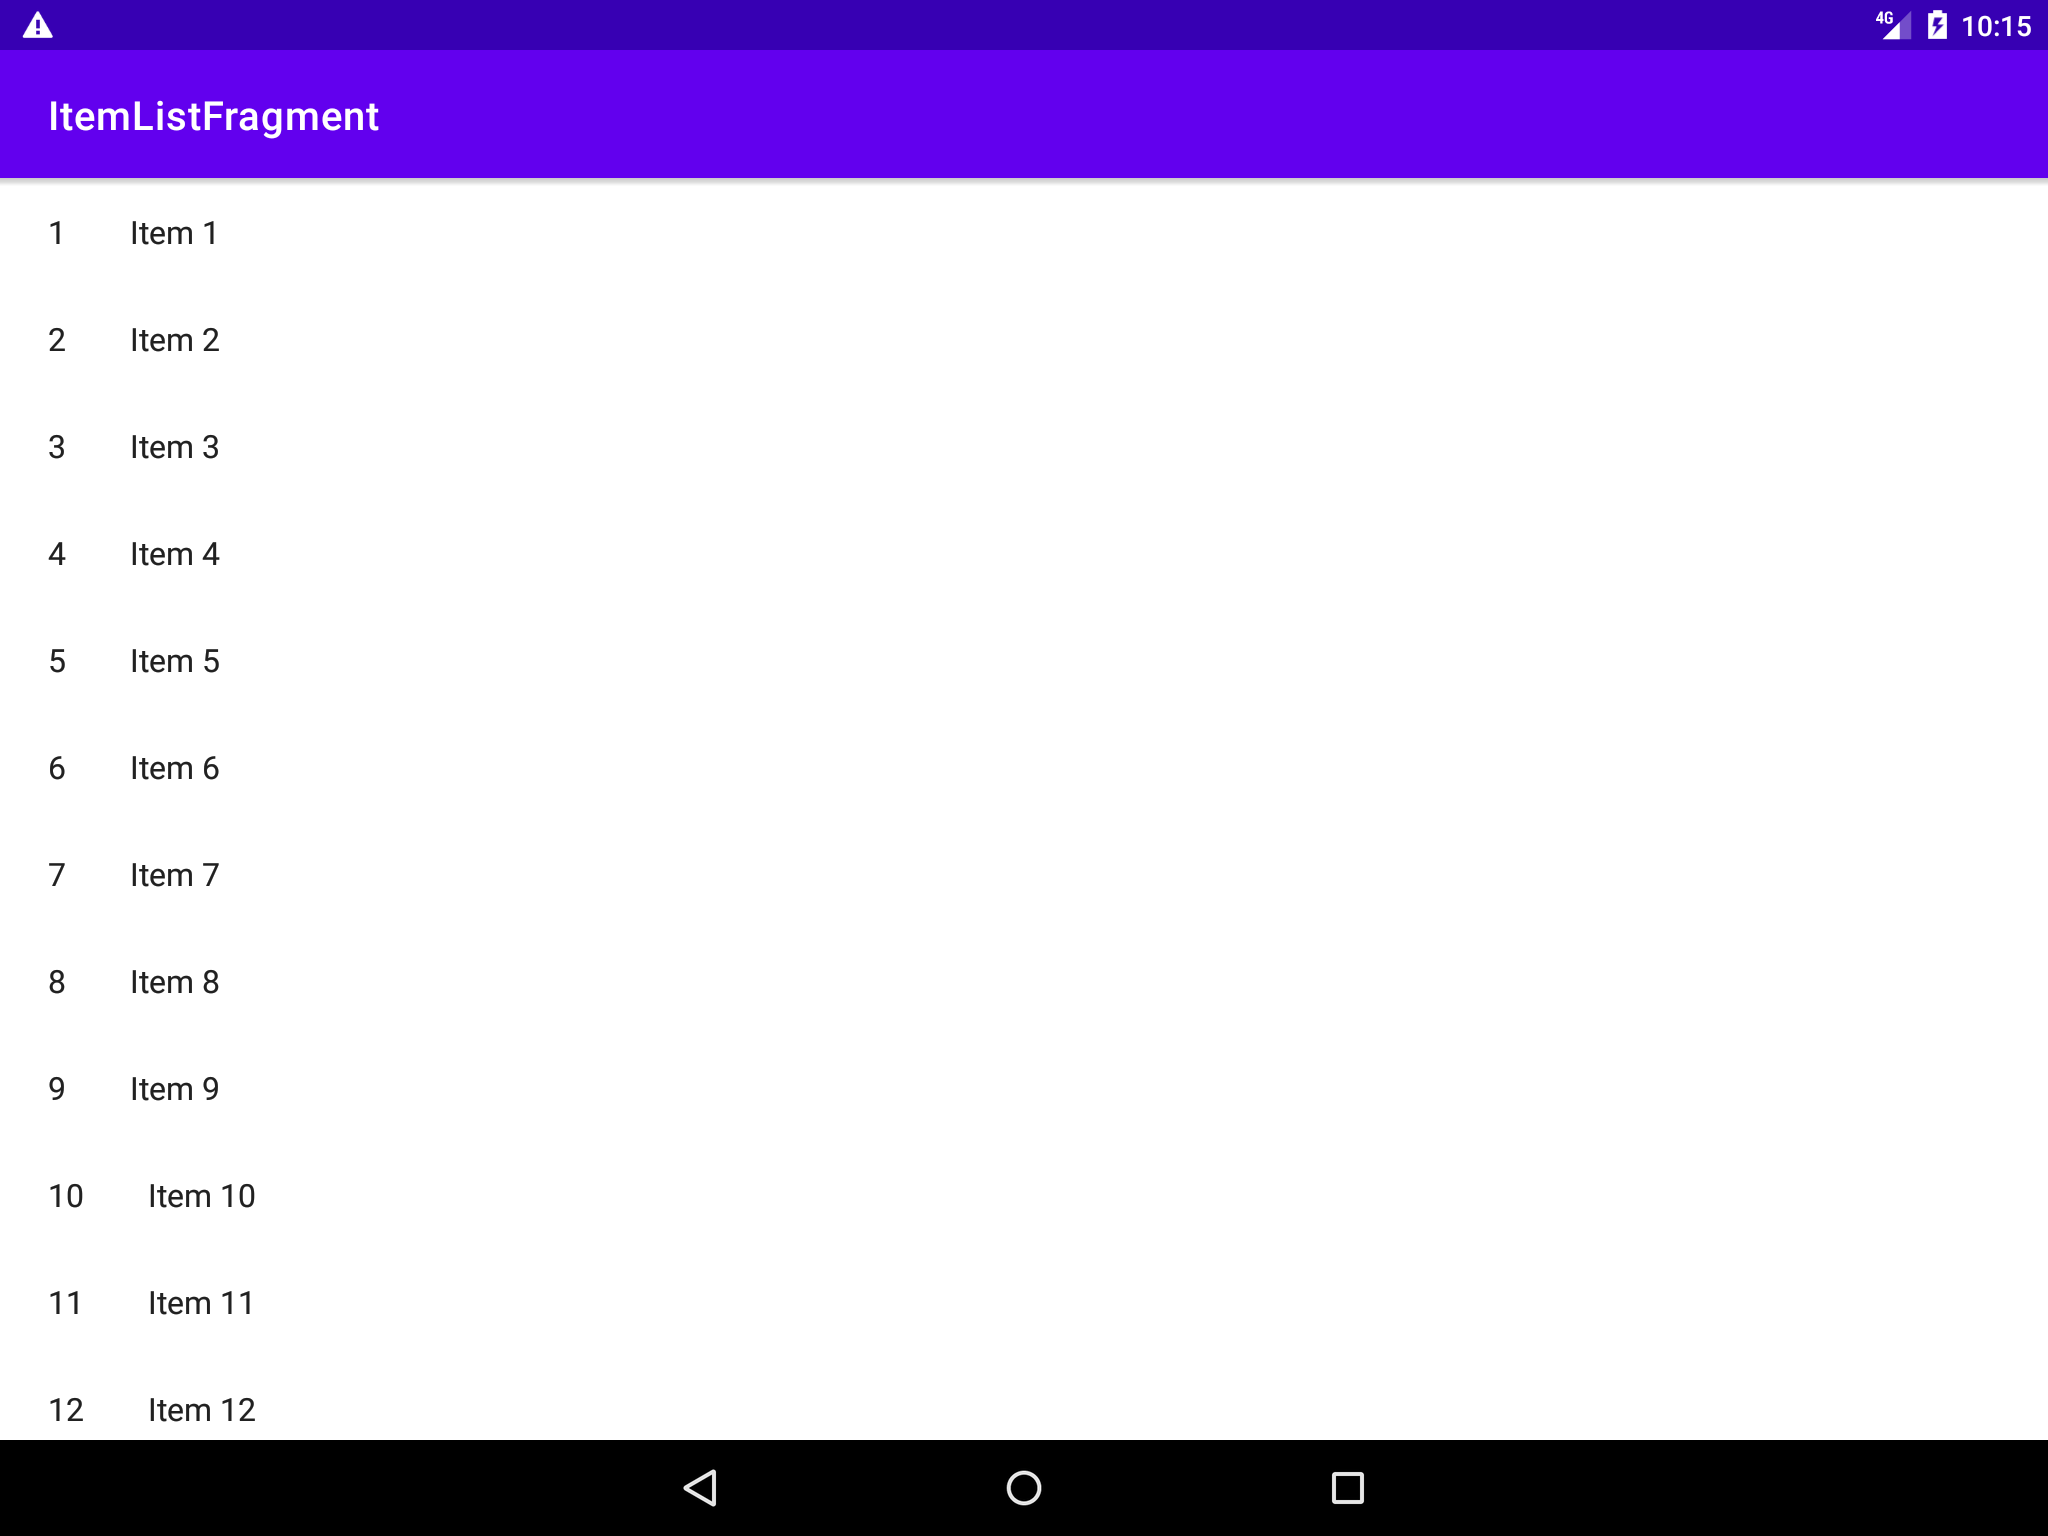 4G 10:15
ItemListFragment
1 Item 1
2 Item 2
3 Item 3
4 Item 4
5 Item 5
6 Item 6
7 Item 7
8 Item 8
9 Item 9
10 Item 10
11 Item 11
12 Item 12